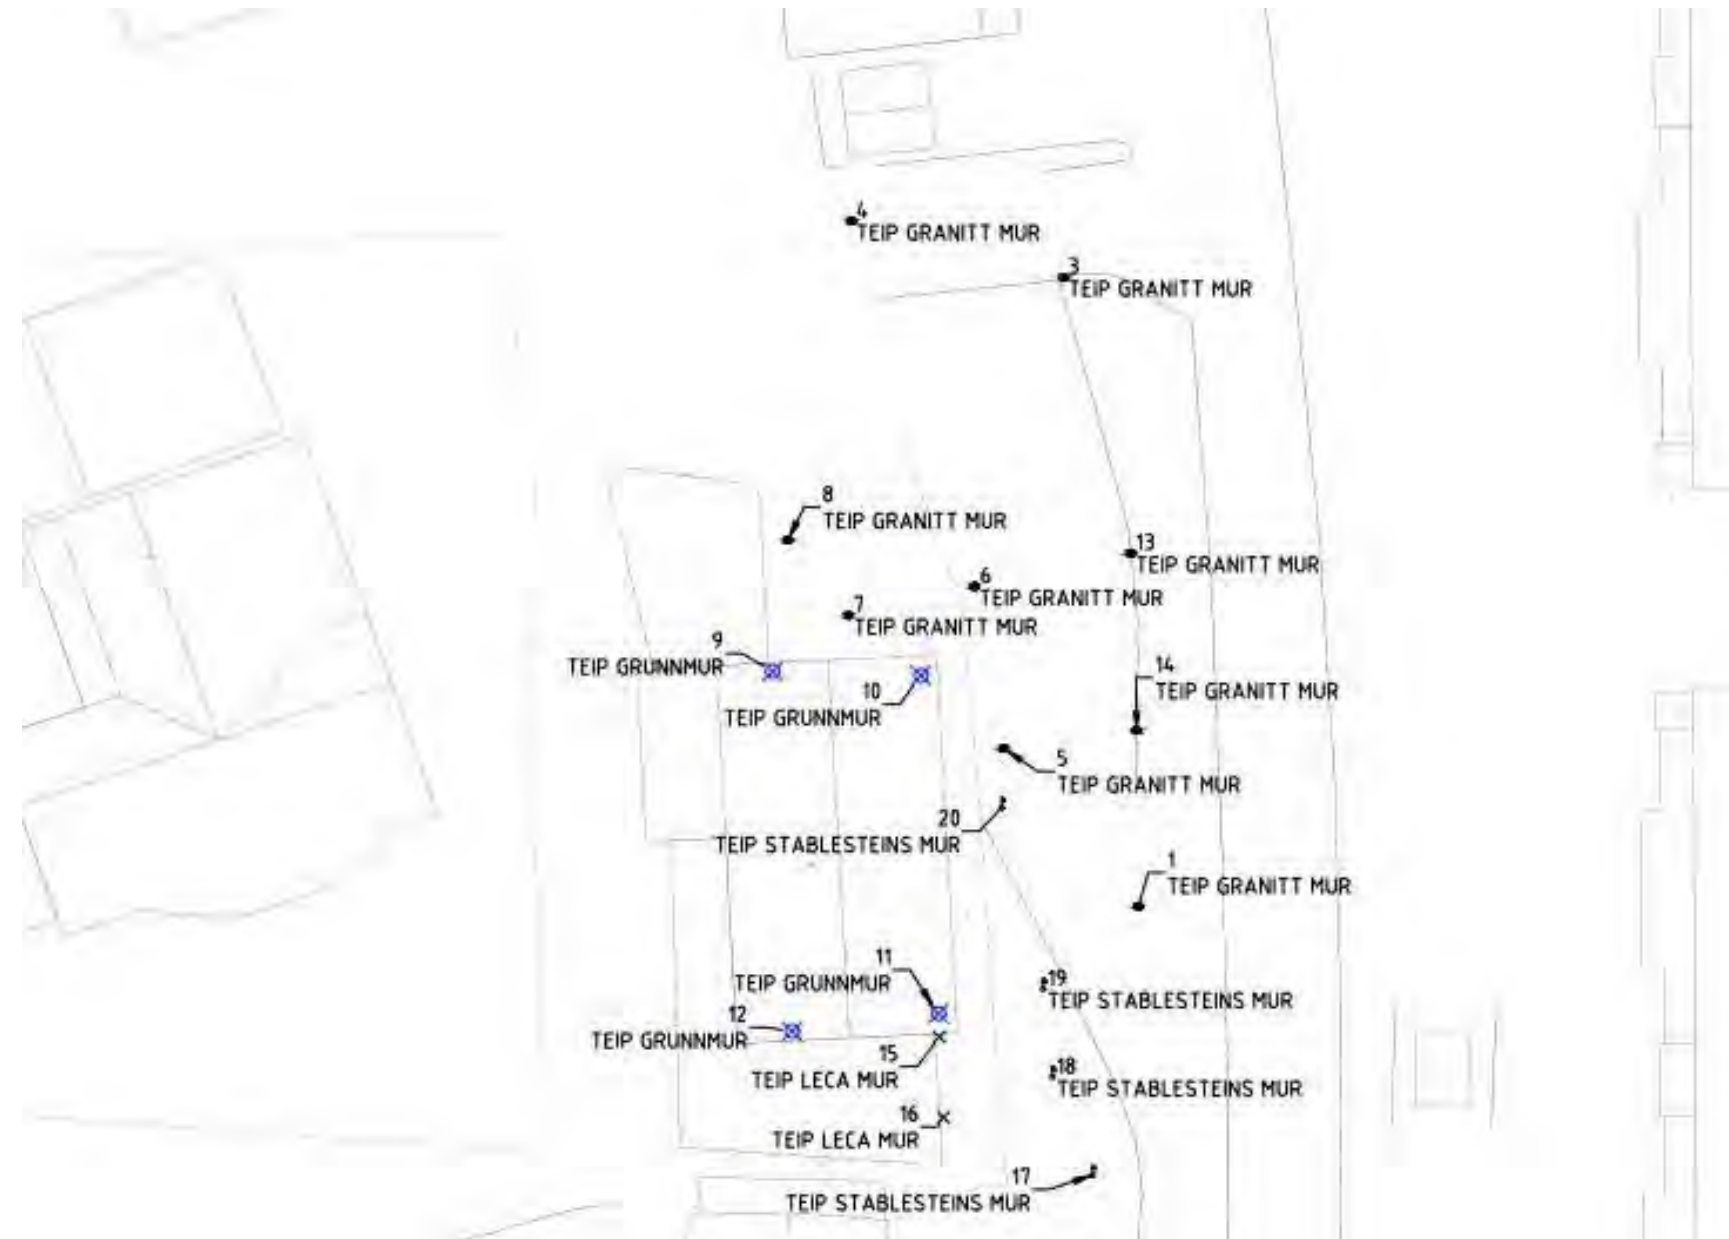 4
TEIP GRANITT MUR
3
TEIP GRANITT MUR
8
TEIP GRANITT MUR
13
TEIP GRANITT MUR
6
TEIP GRANITT MUR
7
TEIP GRANITT MUR
9
TEIP GRUNNMUR
14
TEIP GRANITT MUR
10
TEIP GRUNNMUR
5
TEIP GRANITT MUR
20
TEIP STABLESTEINS MUR
1
TEIP GRANITT MUR
11
TEIP GRUNNMUR
19
TEIP STABLESTEINS MUR
12
TEIP GRUNNMUR
15
TEIP LECA MUR
18
TEIP STABLESTEINS MUR
16
TEIP LECA MUR
17
TEIP STABLESTEINS MUR